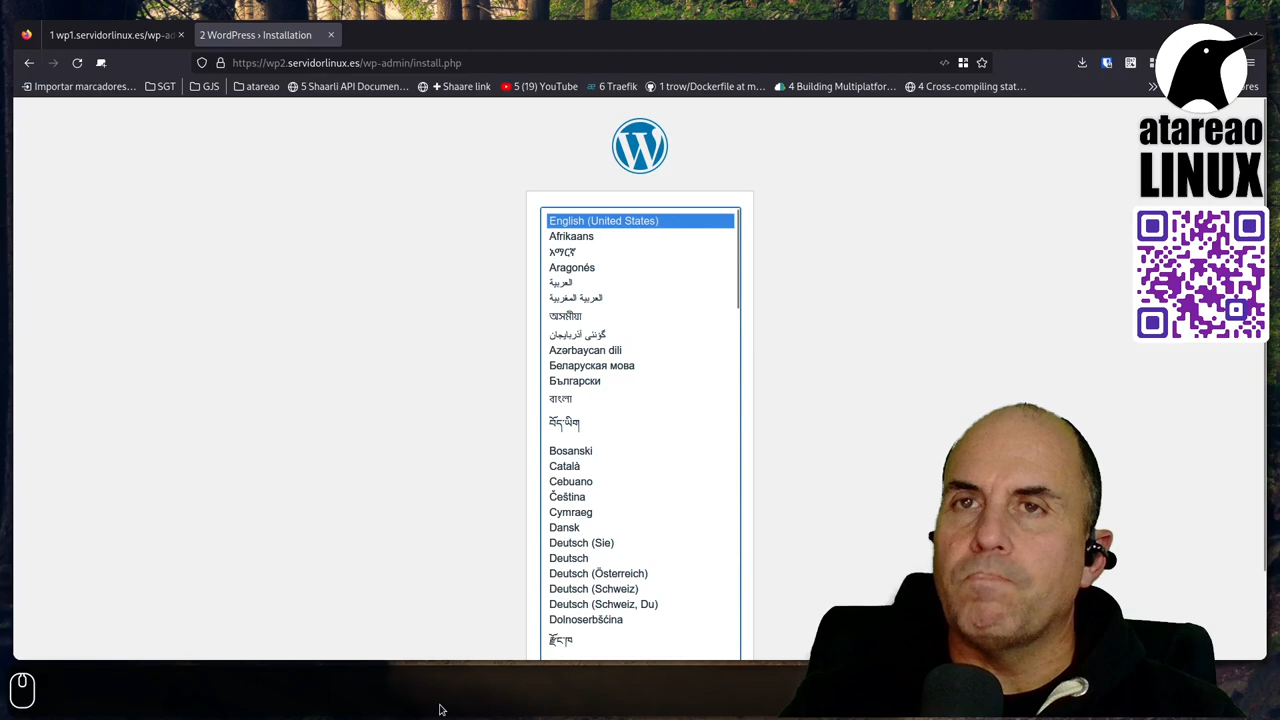 1 wp1.servidorlinux.es/wp-ad
2 WordPress › Installation
https://wp2.servidorlinux.es/wp-admin/install.php
Importar marcadores…
SGT
GJS
atareao
5 Shaarli API Documen…
Shaare link
5 (19) YouTube
6 Traefik
1 trow/Dockerfile at m…
4 Building Multiplatfor…
4 Cross-compiling stat…
English (United States)
Afrikaans
አማርኛ
Aragonés
العربية
العربية المغربية
অসমীয়া
گؤنئی آذربایجان
Azərbaycan dili
Беларуская мова
Български
বাংলা
བོད་ཡིག
Bosanski
Català
Cebuano
Čeština
Cymraeg
Dansk
Deutsch (Sie)
Deutsch
Deutsch (Österreich)
Deutsch (Schweiz)
Deutsch (Schweiz, Du)
Dolnoserbšćina
རྫོང་ཁ
atareao
LINUX